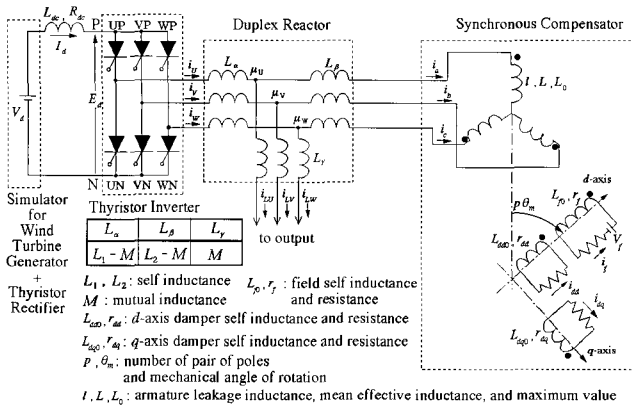 L_dc, R_dc
P UP VP WP
Duplex Reactor
Synchronous Compensator
I_d
V_d
E_d
i_U
i_V
i_W
L_α
L_β
L_γ
μ_U
μ_V
μ_W
i_a
i_b
i_c
l, L, L_0
N UN VN WN
i_LU i_LV i_LW
to output
pθ_m
L_f0, r_f
d-axis
V_f
i_f
L_dd0, r_dd
i_dd
i_dq
L_dq0, r_dq
q-axis
Simulator
for
Wind
Turbine
Generator
+
Thyristor
Rectifier
Thyristor Inverter
L_α L_β L_γ
L_1 - M L_2 - M M
L_1, L_2: self inductance
M: mutual inductance
L_f0, r_f: field self inductance
and resistance
L_dd0, r_dd: d-axis damper self inductance and resistance
L_dq0, r_dq: q-axis damper self inductance and resistance
p, θ_m: number of pair of poles
and mechanical angle of rotation
l, L, L_0: armature leakage inductance, mean effective inductance, and maximum value